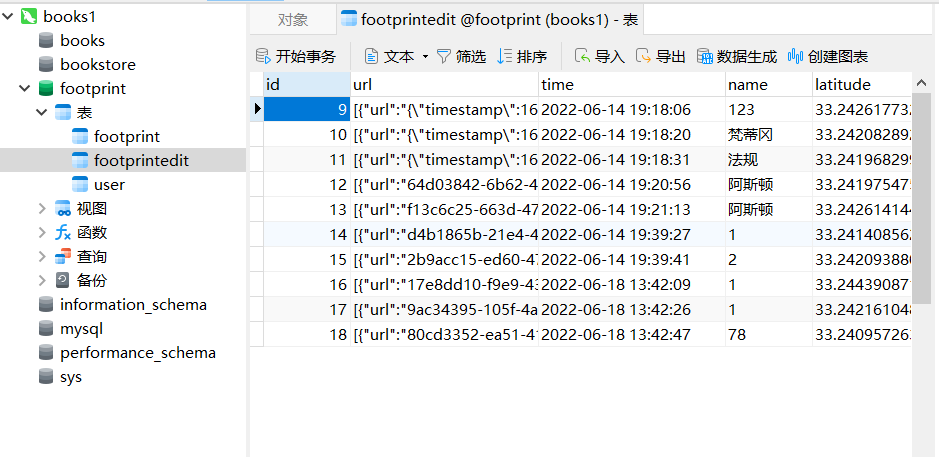 books1
books
bookstore
footprint
表
footprint
footprintedit
user
视图
函数
查询
备份
information_schema
mysql
performance_schema
sys
对象 footprintedit @footprint (books1) - 表
开始事务 文本 筛选 排序 导入 导出 数据生成 创建图表
id url time name latitude
9 [{"url":"{\"timestamp\":16 2022-06-14 19:18:06 123 33.24261773
10 [{"url":"{\"timestamp\":16 2022-06-14 19:18:20 梵蒂冈 33.24208289
11 [{"url":"{\"timestamp\":16 2022-06-14 19:18:31 法规 33.24196829
12 [{"url":"64d03842-6b62-4 2022-06-14 19:20:56 阿斯顿 33.24197547
13 [{"url":"f13c6c25-663d-47 2022-06-14 19:21:13 阿斯顿 33.24261414
14 [{"url":"d4b1865b-21e4-4 2022-06-14 19:39:27 1 33.24140856
15 [{"url":"2b9acc15-ed60-47 2022-06-14 19:39:41 2 33.24209388
16 [{"url":"17e8dd10-f9e9-43 2022-06-18 13:42:09 1 33.24439087
17 [{"url":"9ac34395-105f-4a 2022-06-18 13:42:26 1 33.24216104
18 [{"url":"80cd3352-ea51-41 2022-06-18 13:42:47 78 33.24095726